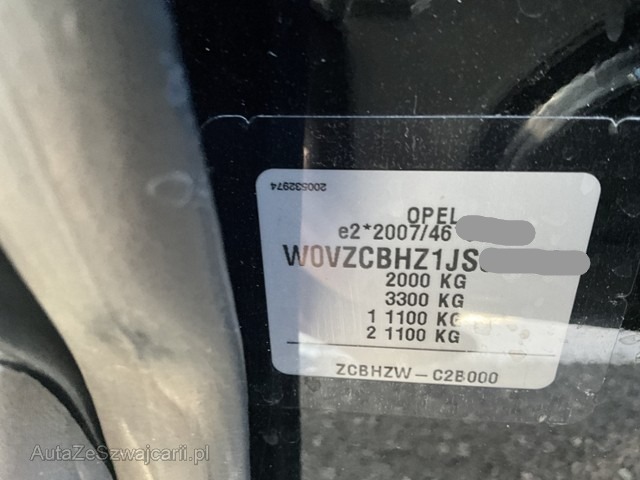 200532974
OPEL
e2*2007/46
W0VZCBHZ1JS
2000 KG
3300 KG
1 1100 KG
2 1100 KG
ZCBHZW-C2B000
AutaZeSzwajcarii.pl